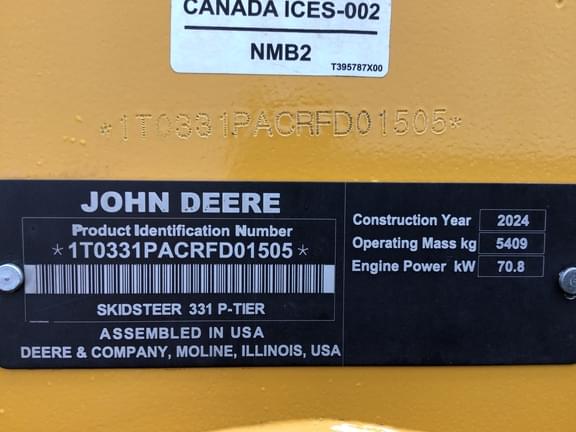 CANADA ICES-002
NMB2
T395787X00
*1T0331PACRFD01505*
JOHN DEERE
Product Identification Number
*1T0331PACRFD01505*
SKIDSTEER 331 P-TIER
ASSEMBLED IN USA
DEERE & COMPANY, MOLINE, ILLINOIS, USA
Construction Year 2024
Operating Mass kg 5409
Engine Power kW 70.8